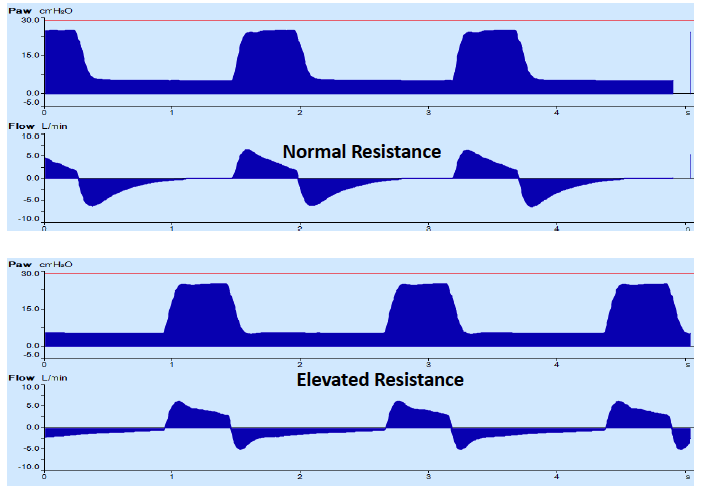 Paw cmH₂O
30.0
15.0
0.0
-5.0
0 1 2 3 4 s
Flow L/min
10.0
5.0
0.0
-5.0
-10.0
Normal Resistance
0 1 2 3 4
Paw cmH₂O
30.0
15.0
0.0
-5.0
0 1 2 3 4 s
Flow L/min
10.0
5.0
0.0
-5.0
-10.0
Elevated Resistance
0 1 2 3 4 s